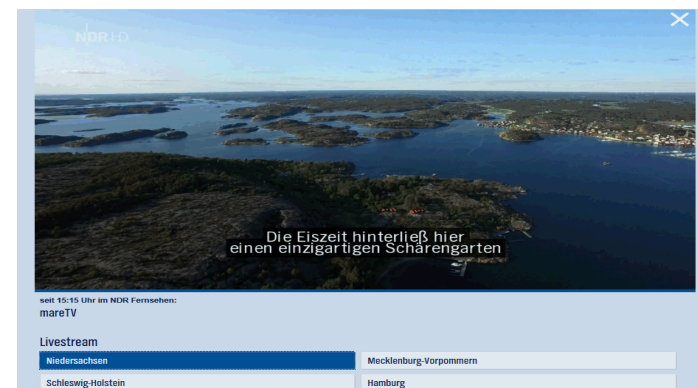 NDR HD
Die Eiszeit hinterließ hier
einen einzigartigen Schärengarten
seit 15:15 Uhr im NDR Fernsehen:
mareTV
Livestream
Niedersachsen
Mecklenburg-Vorpommern
Schleswig-Holstein
Hamburg